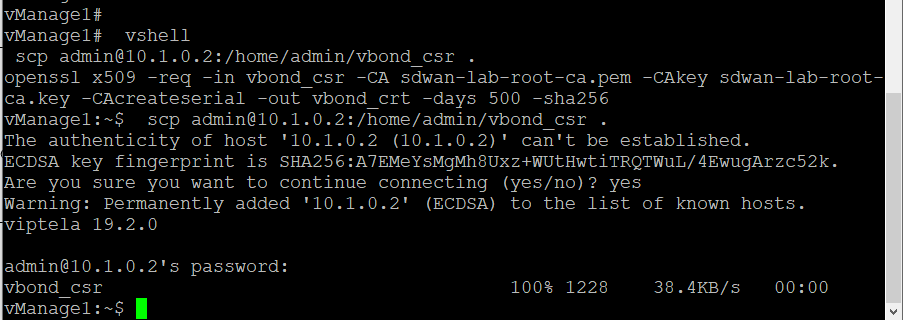 vManage1#
vManage1#  vshell
 scp admin@10.1.0.2:/home/admin/vbond_csr .
openssl x509 -req -in vbond_csr -CA sdwan-lab-root-ca.pem -CAkey sdwan-lab-root-
ca.key -CAcreateserial -out vbond_crt -days 500 -sha256
vManage1:~$  scp admin@10.1.0.2:/home/admin/vbond_csr .
The authenticity of host '10.1.0.2 (10.1.0.2)' can't be established.
ECDSA key fingerprint is SHA256:A7EMeYsMgMh8Uxz+WUtHwtiTRQTWuL/4EwugArzc52k.
Are you sure you want to continue connecting (yes/no)? yes
Warning: Permanently added '10.1.0.2' (ECDSA) to the list of known hosts.
viptela 19.2.0
admin@10.1.0.2's password:
vbond_csr                                     100% 1228    38.4KB/s   00:00
vManage1:~$